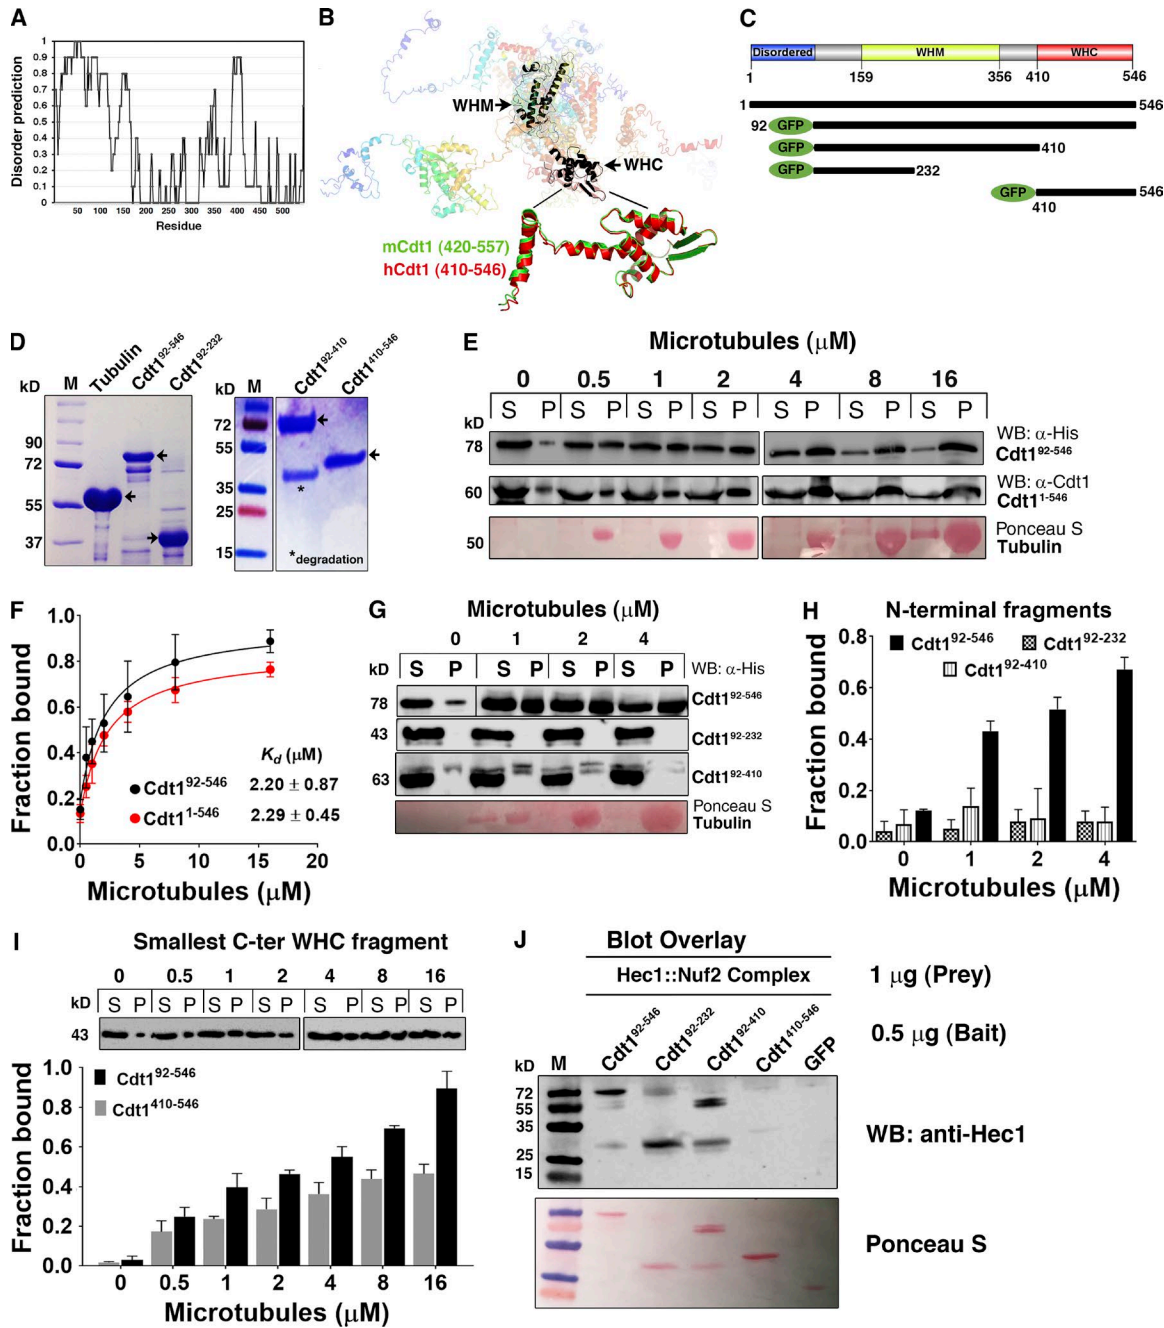 A
Disorder prediction
1
0.9
0.8
0.7
0.6
0.5
0.4
0.3
0.2
0.1
0
50 100 150 200 250 300 350 400 450 500
Residue
B
WHM
WHC
mCdt1 (420-557)
hCdt1 (410-546)
C
Disordered WHM WHC
1 159 356 410 546
1 546
92 GFP
GFP 410
GFP 232
GFP 546
410
D
kD M Tubulin Cdt1 92-546 Cdt1 92-232
90
72
55
37
kD M Cdt1 92-410 Cdt1 410-546
72
55
35
25
15
*
*degradation
E
Microtubules (μM)
0 0.5 1 2 4 8 16
kD S P S P S P S P S P S P S P
78 WB: α-His
Cdt1 92-546
60 WB: α-Cdt1
Cdt1 1-546
50 Ponceau S
Tubulin
F
Fraction bound
1.0
0.8
0.6
0.4
0.2
0.0
Kd (μM)
Cdt1 92-546 2.20 ± 0.87
Cdt1 1-546 2.29 ± 0.45
0 5 10 15 20
Microtubules (μM)
G
Microtubules (μM)
0 1 2 4
kD S P S P S P S P WB: α-His
78 Cdt1 92-546
43 Cdt1 92-232
63 Cdt1 92-410
Ponceau S
Tubulin
H
N-terminal fragments
Cdt1 92-546 Cdt1 92-232
Cdt1 92-410
Fraction bound
0.8
0.6
0.4
0.2
0.0
0 1 2 4
Microtubules (μM)
I
Smallest C-ter WHC fragment
0 0.5 1 2 4 8 16
kD S P S P S P S P S P S P S P
43
Fraction bound
1.0
0.8
0.6
0.4
0.2
0.0
Cdt1 92-546
Cdt1 410-546
0 0.5 1 2 4 8 16
Microtubules (μM)
J
Blot Overlay
Hec1::Nuf2 Complex
1 μg (Prey)
0.5 μg (Bait)
kD M Cdt1 92-546 Cdt1 92-232 Cdt1 92-410 Cdt1 410-546 GFP
72
55
35
25
15
WB: anti-Hec1
Ponceau S